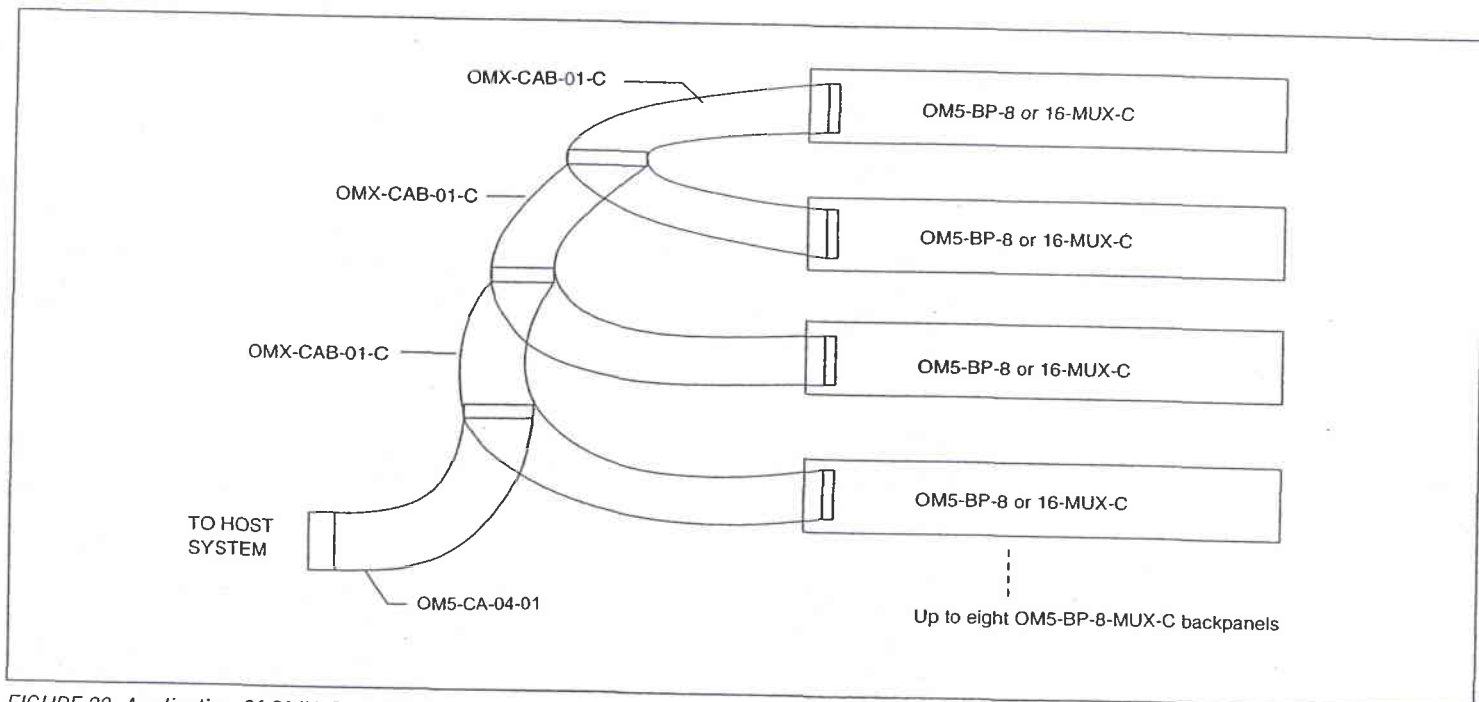 OMX-CAB-01-C
OM5-BP-8 or 16-MUX-C
OMX-CAB-01-C
OM5-BP-8 or 16-MUX-C
OMX-CAB-01-C
OM5-BP-8 or 16-MUX-C
OM5-BP-8 or 16-MUX-C
TO HOST
SYSTEM
OM5-CA-04-01
Up to eight OM5-BP-8-MUX-C backpanels